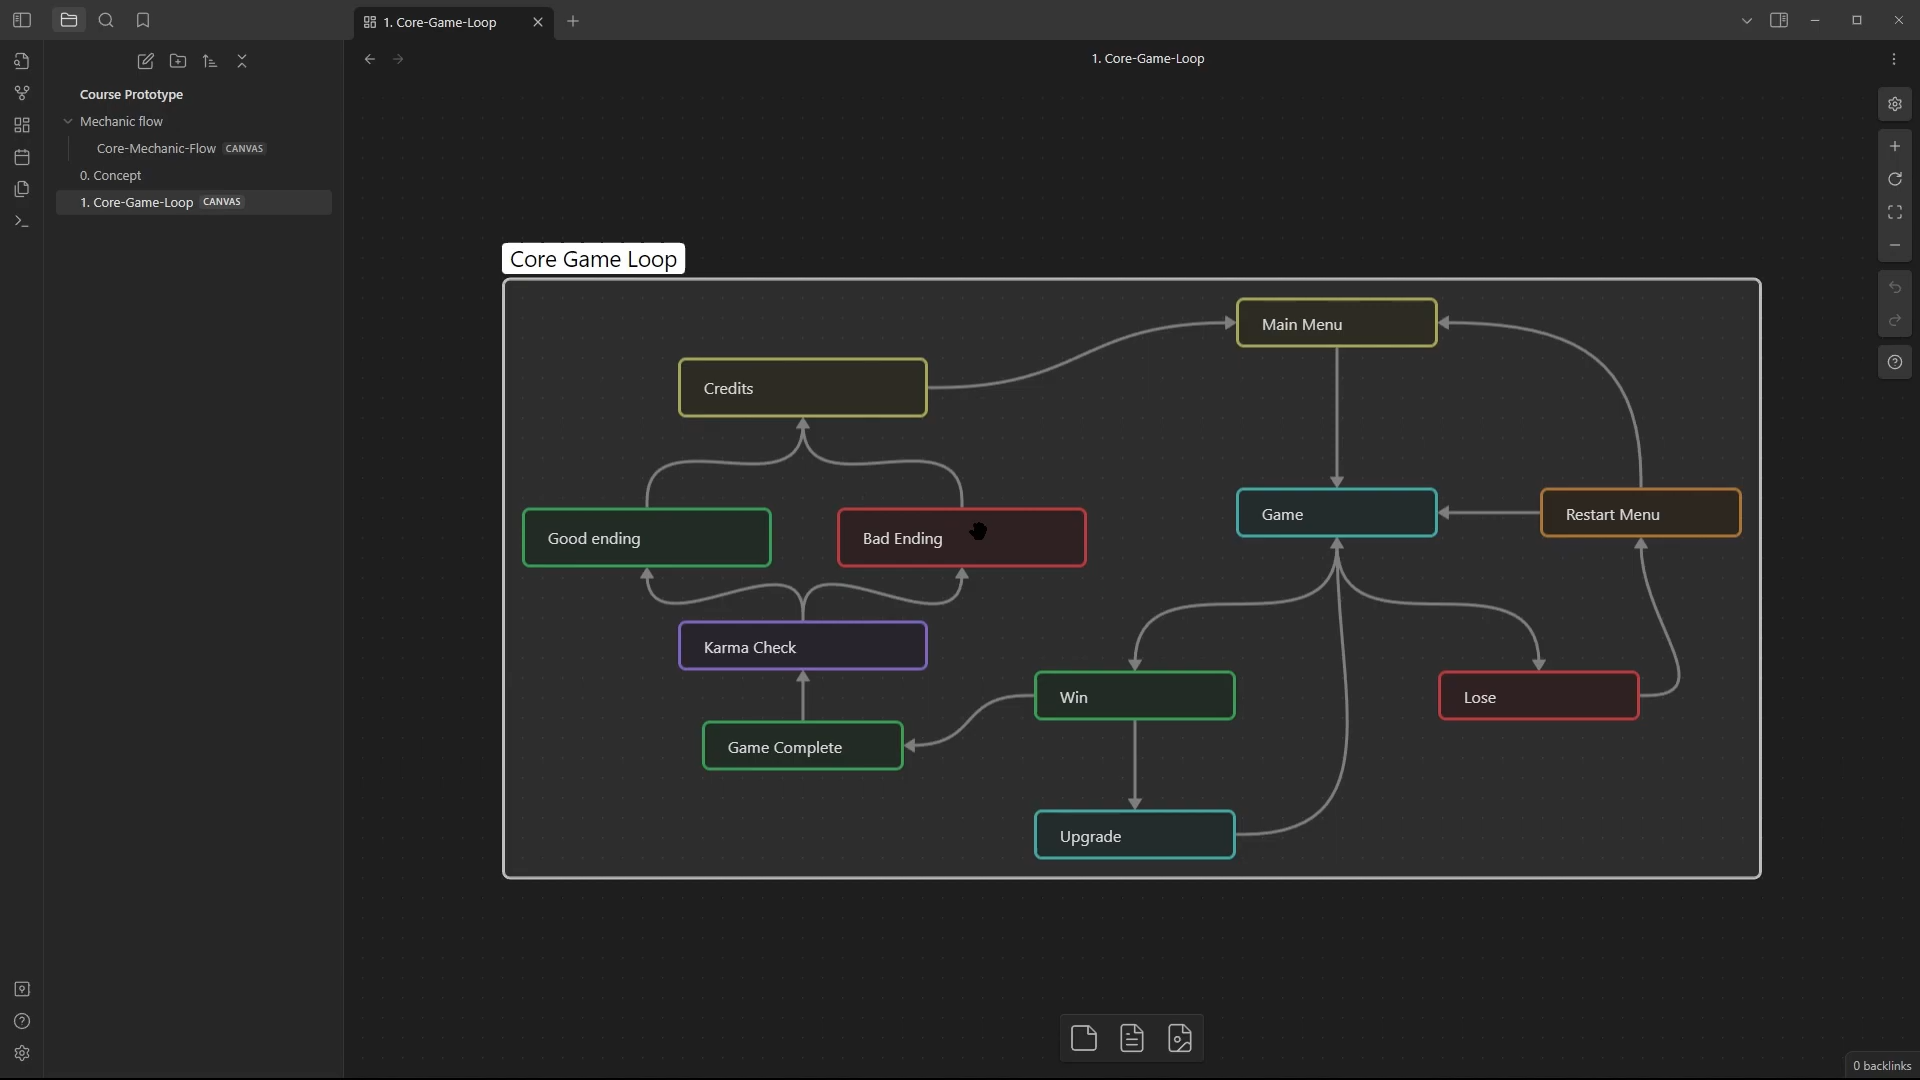 1. Core-Game-Loop
1. Core-Game-Loop
Course Prototype
Mechanic flow
Core-Mechanic-Flow CANVAS
0. Concept
1. Core-Game-Loop CANVAS
Core Game Loop
Main Menu
Credits
Game
Restart Menu
Good ending
Bad Ending
Karma Check
Win
Lose
Game Complete
Upgrade
0 backlinks